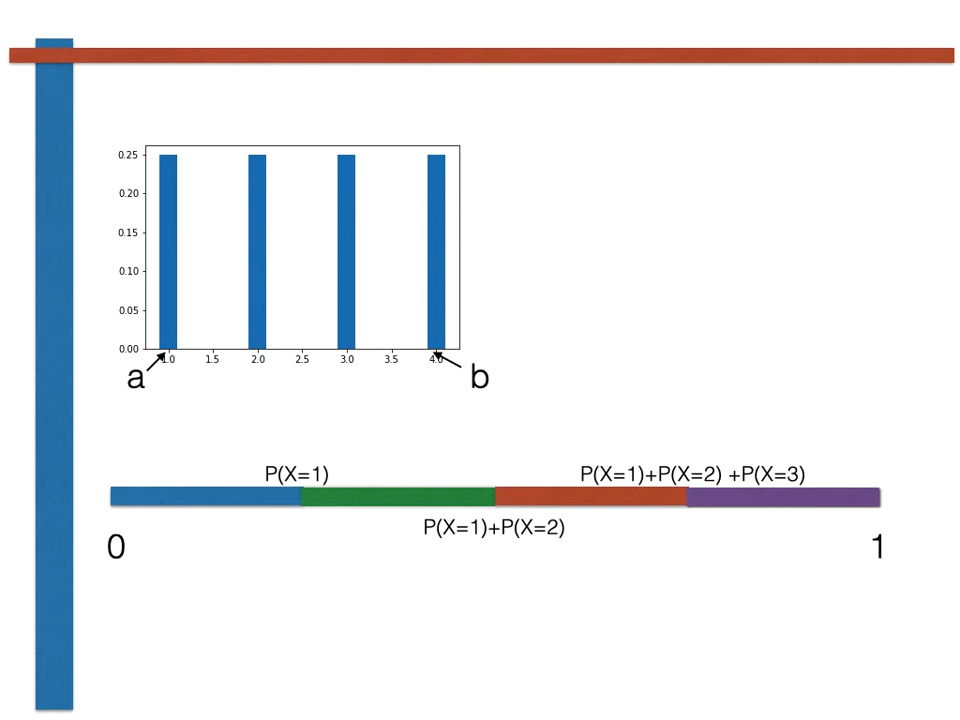 0.25
0.20
0.15
0.10
0.05
0.00
1.0 1.5 2.0 2.5 3.0 3.5 4.0
a b
P(X=1) P(X=1)+P(X=2) +P(X=3)
P(X=1)+P(X=2)
0 1